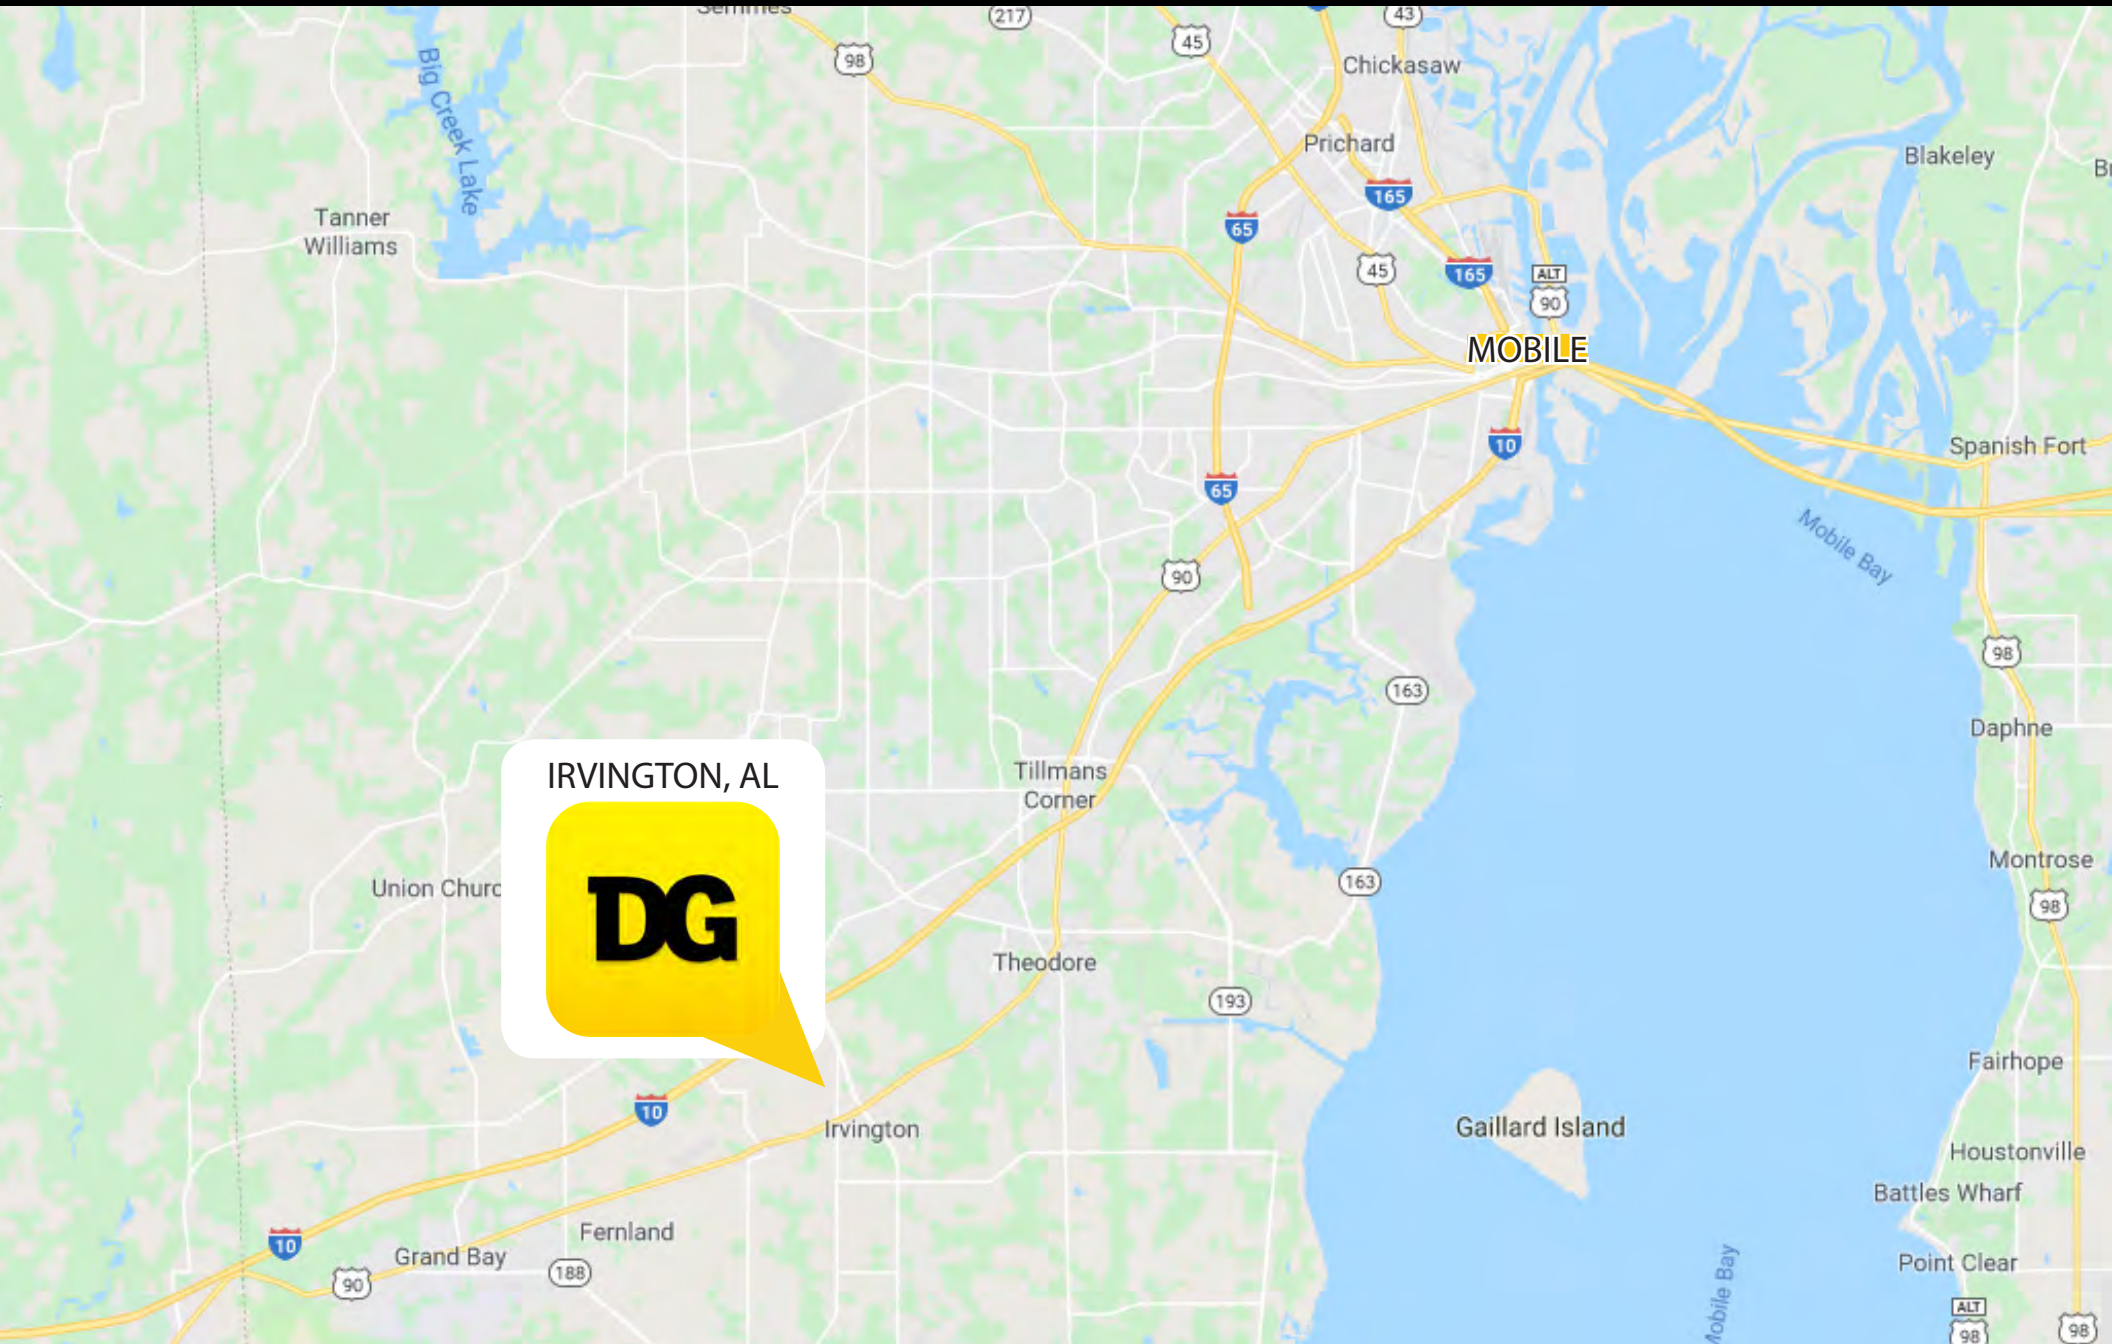 Semmes
217
45
43
98
Chickasaw
Big Creek Lake
Prichard
Blakeley
165
Tanner
Williams
65
45
165
ALT
90
MOBILE
10
Spanish Fort
65
Mobile Bay
90
98
163
Daphne
IRVINGTON, AL
Tillmans
Corner
Montrose
DG
Union Churc
163
98
Theodore
193
Fairhope
10
Irvington
Gaillard Island
Houstonville
Battles Wharf
Fernland
10
Grand Bay
188
90
Point Clear
Mobile Bay
ALT
98
98